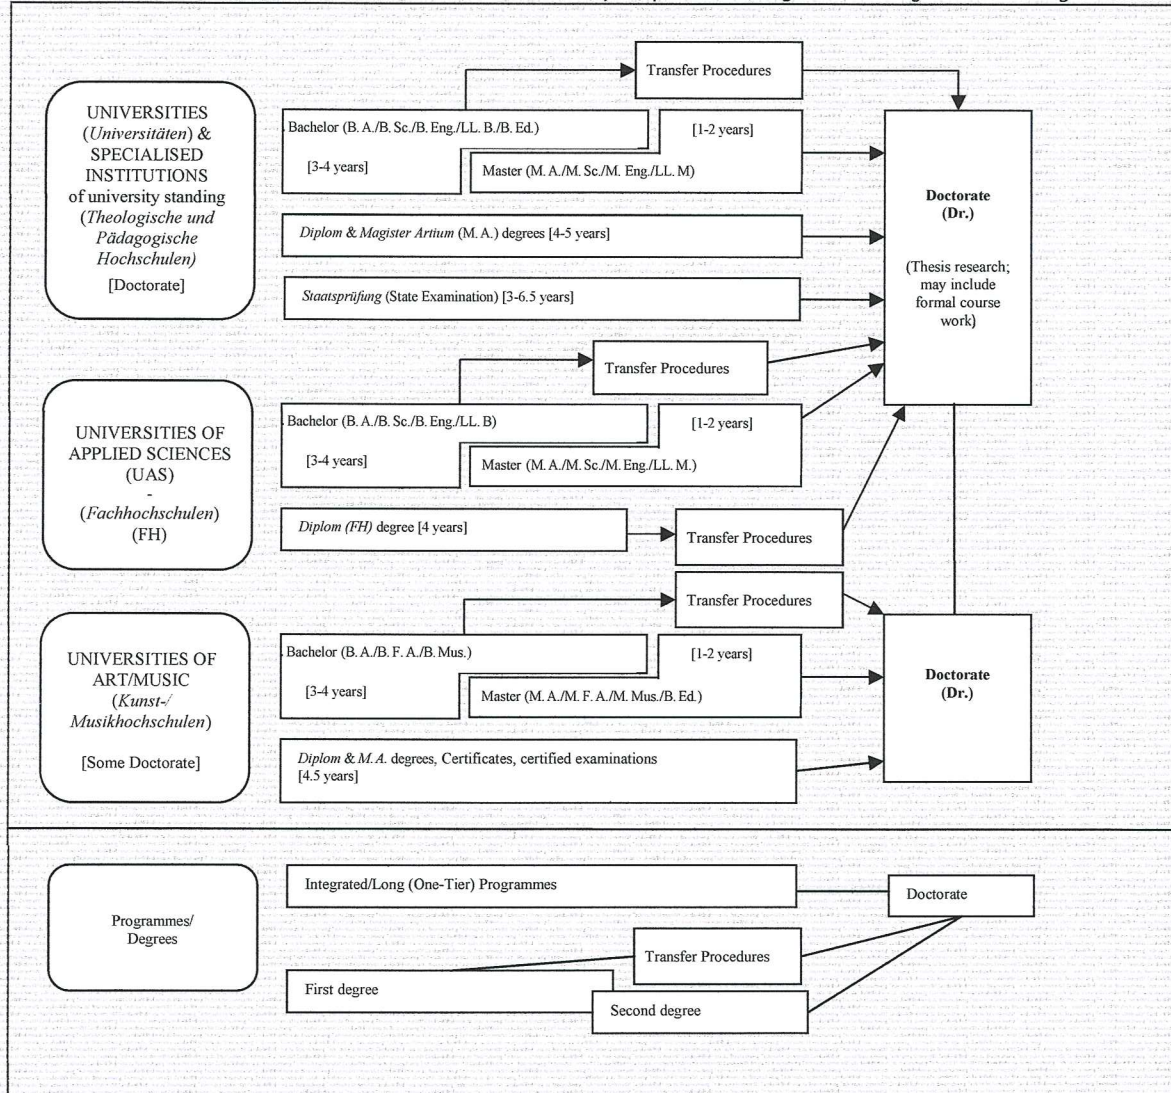 UNIVERSITIES
(Universitäten) &
SPECIALISED
INSTITUTIONS
of university standing
(Theologische und
Pädagogische
Hochschulen)
[Doctorate]
Transfer Procedures
. Bachelor (B. A./B. Sc./B. Eng./LL. B./B. Ed.)
[3-4 years]
[1-2 years]
Master (M. A./M. Sc./M. Eng./LL. M)
Diplom & Magister Artium (M. A.) degrees [4-5 years]
Staatsprüfung (State Examination) [3-6.5 years]
Doctorate
(Dr.)
(Thesis research;
may include
formal course
work)
UNIVERSITIES OF
APPLIED SCIENCES
(UAS)
-
(Fachhochschulen)
(FH)
Transfer Procedures
. Bachelor (B. A./B. Sc./B. Eng./LL. B)
[3-4 years]
[1-2 years]
Master (M. A./M. Sc./M. Eng./LL. M.)
Diplom (FH) degree [4 years]
Transfer Procedures
UNIVERSITIES OF
ART/MUSIC
(Kunst-/
Musikhochschulen)
[Some Doctorate]
Transfer Procedures
. Bachelor (B. A./B. F. A./B. Mus.)
[3-4 years]
[1-2 years]
Master (M. A./M. F. A./M. Mus./B. Ed.)
Diplom & M.A. degrees, Certificates, certified examinations
[4.5 years]
Doctorate
(Dr.)
Programmes/
Degrees
Integrated/Long (One-Tier) Programmes
Doctorate
Transfer Procedures
First degree
Second degree